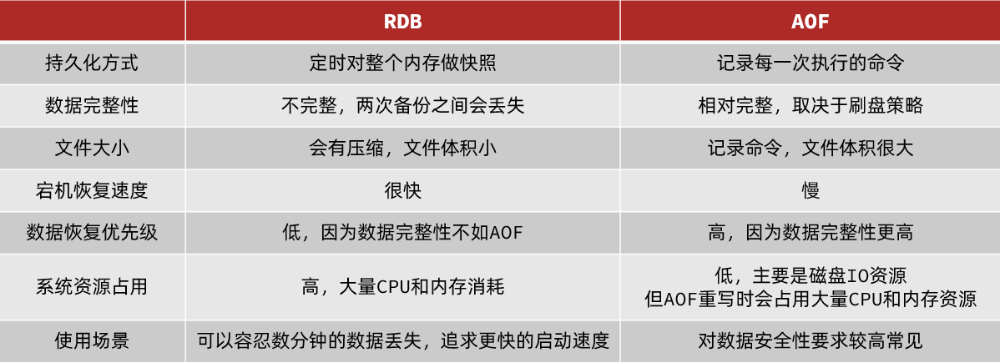 RDB AOF
持久化方式 定时对整个内存做快照 记录每一次执行的命令
数据完整性 不完整，两次备份之间会丢失 相对完整，取决于刷盘策略
文件大小 会有压缩，文件体积小 记录命令，文件体积很大
宕机恢复速度 很快 慢
数据恢复优先级 低，因为数据完整性不如AOF 高，因为数据完整性更高
系统资源占用 高，大量CPU和内存消耗 低，主要是磁盘IO资源
但AOF重写时会占用大量CPU和内存资源
使用场景 可以容忍数分钟的数据丢失，追求更快的启动速度 对数据安全性要求较高常见